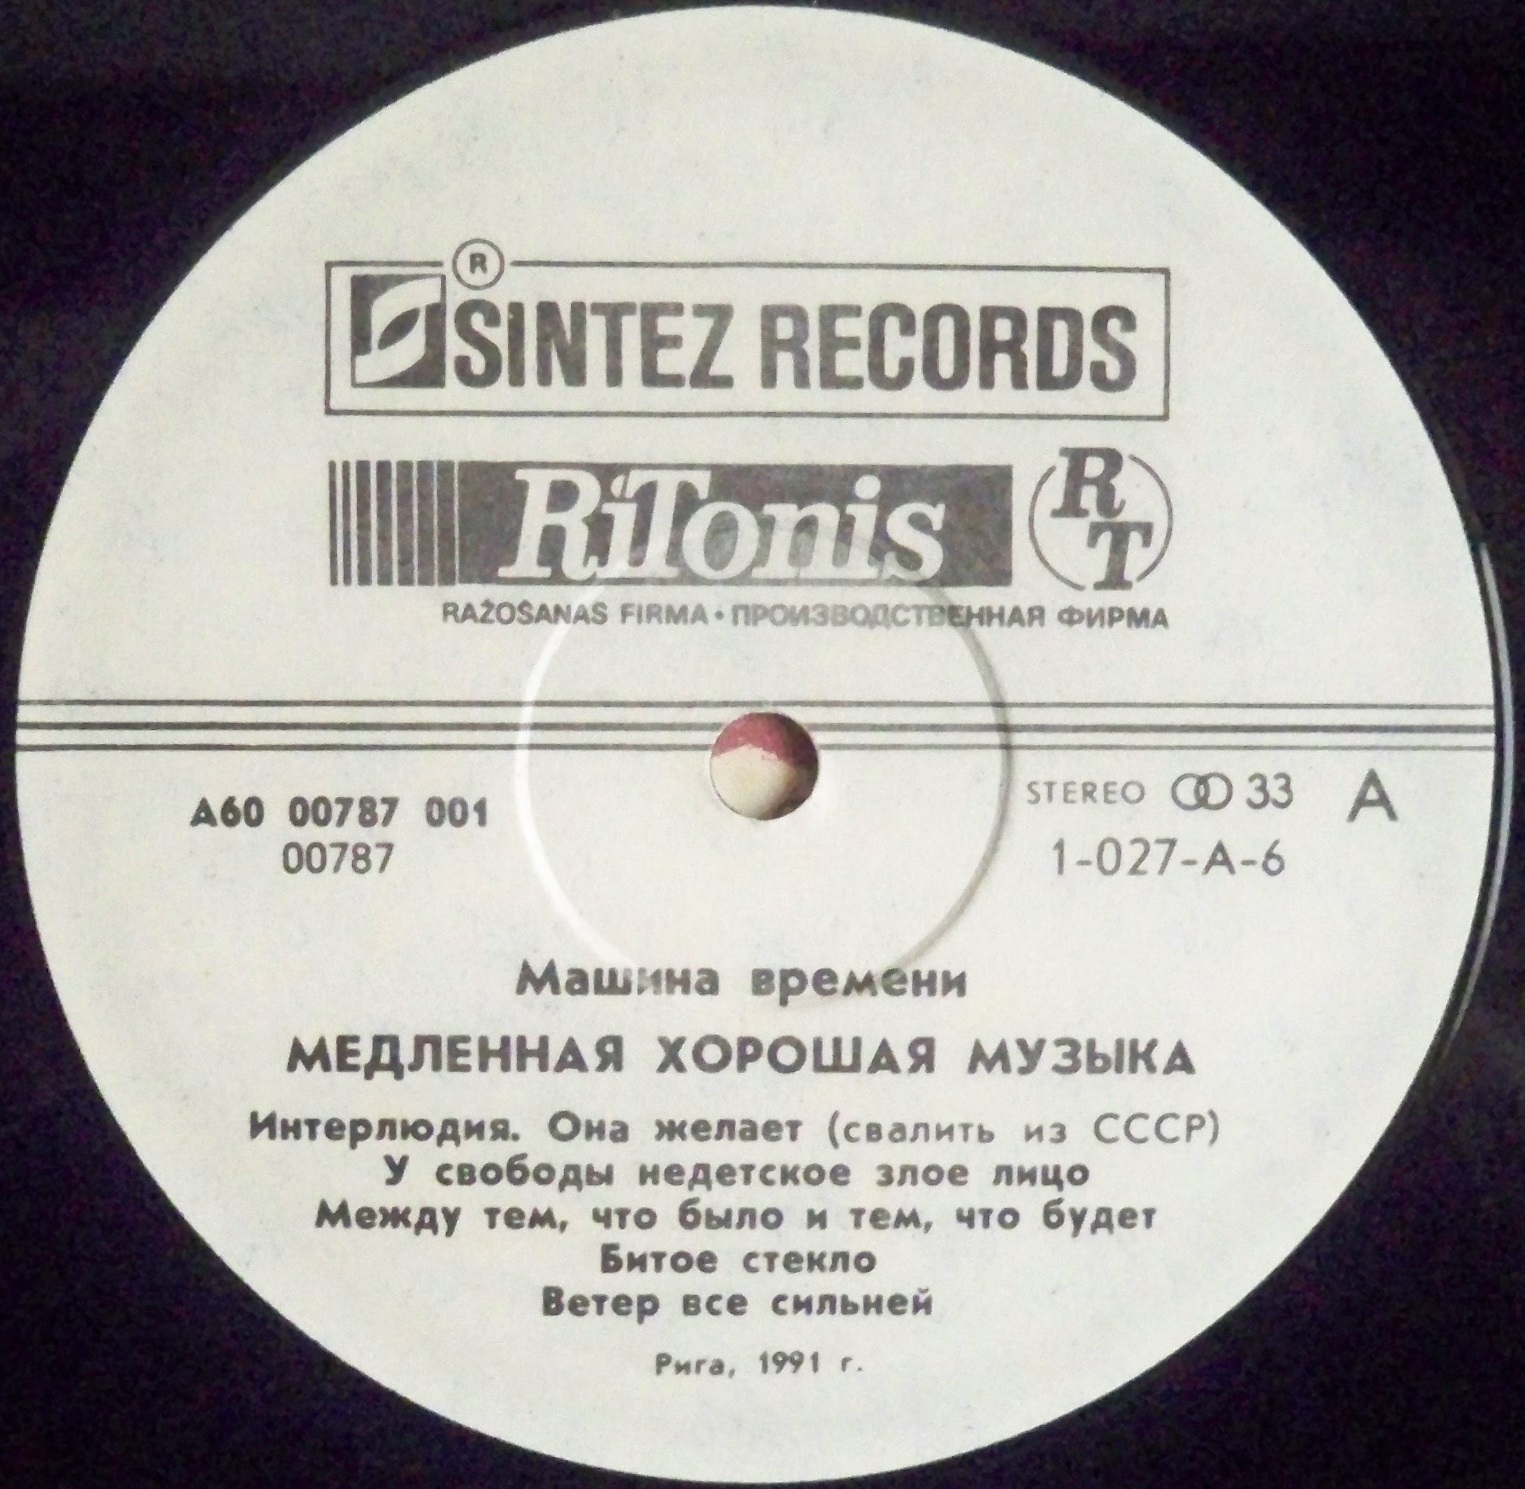 R
SINTEZ RECORDS
RiTonis RT
RAŽOŠANAS FIRMA • ПРОИЗВОДСТВЕННАЯ ФИРМА
А60 00787 001
00787
STEREO 33 A
1-027-A-6
Машина времени
МЕДЛЕННАЯ ХОРОШАЯ МУЗЫКА
Интерлюдия. Она желает (свалить из СССР)
У свободы недетское злое лицо
Между тем, что было и тем, что будет
Битое стекло
Ветер все сильней
Рига, 1991 г.